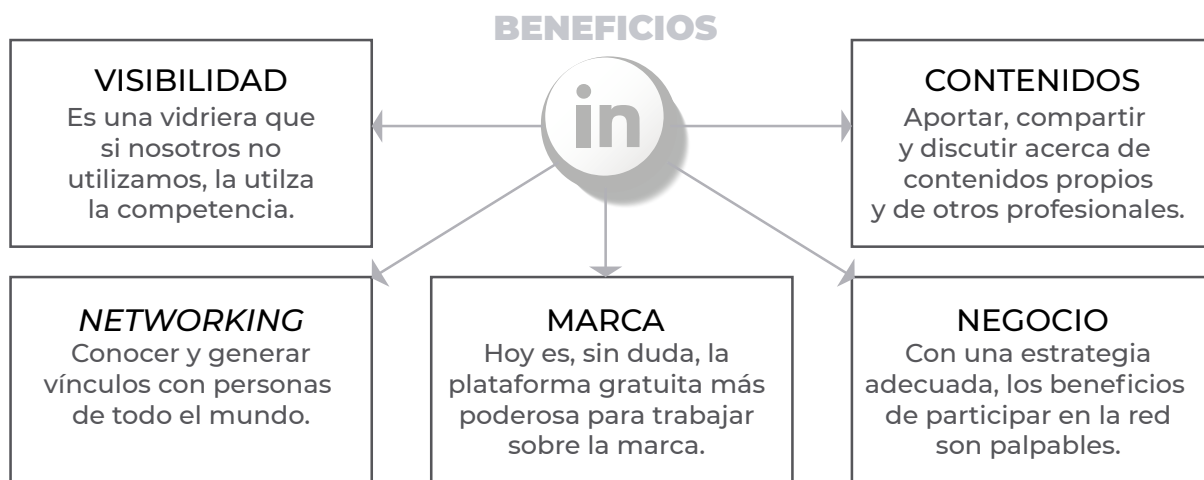 BENEFICIOS
in
VISIBILIDAD
Es una vidriera que
si nosotros no
utilizamos, la utilza
la competencia.
CONTENIDOS
Aportar, compartir
y discutir acerca de
contenidos propios
y de otros profesionales.
NETWORKING
Conocer y generar
vínculos con personas
de todo el mundo.
MARCA
Hoy es, sin duda, la
plataforma gratuita más
poderosa para trabajar
sobre la marca.
NEGOCIO
Con una estrategia
adecuada, los beneficios
de participar en la red
son palpables.